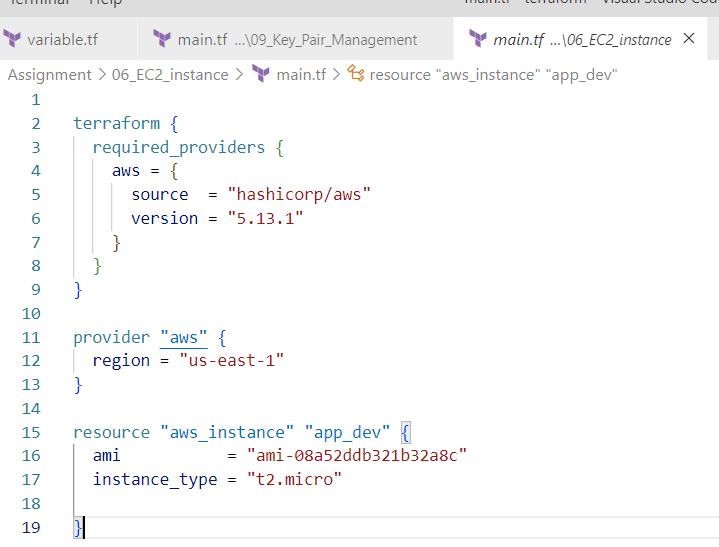 Terminal Help main.tf - terraform - Visual Studio Code
variable.tf main.tf ...\09_Key_Pair_Management main.tf ...\06_EC2_instance ×
Assignment > 06_EC2_instance > main.tf > resource "aws_instance" "app_dev"
1
2 terraform {
3 required_providers {
4 aws = {
5 source = "hashicorp/aws"
6 version = "5.13.1"
7 }
8 }
9 }
10
11 provider "aws" {
12 region = "us-east-1"
13 }
14
15 resource "aws_instance" "app_dev" {
16 ami = "ami-08a52ddb321b32a8c"
17 instance_type = "t2.micro"
18
19 }